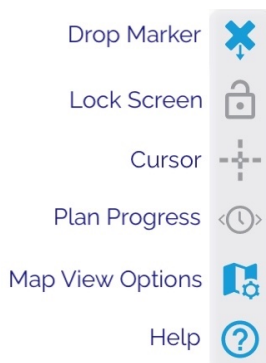 Drop Marker
Lock Screen
Cursor
Plan Progress
Map View Options
Help
?